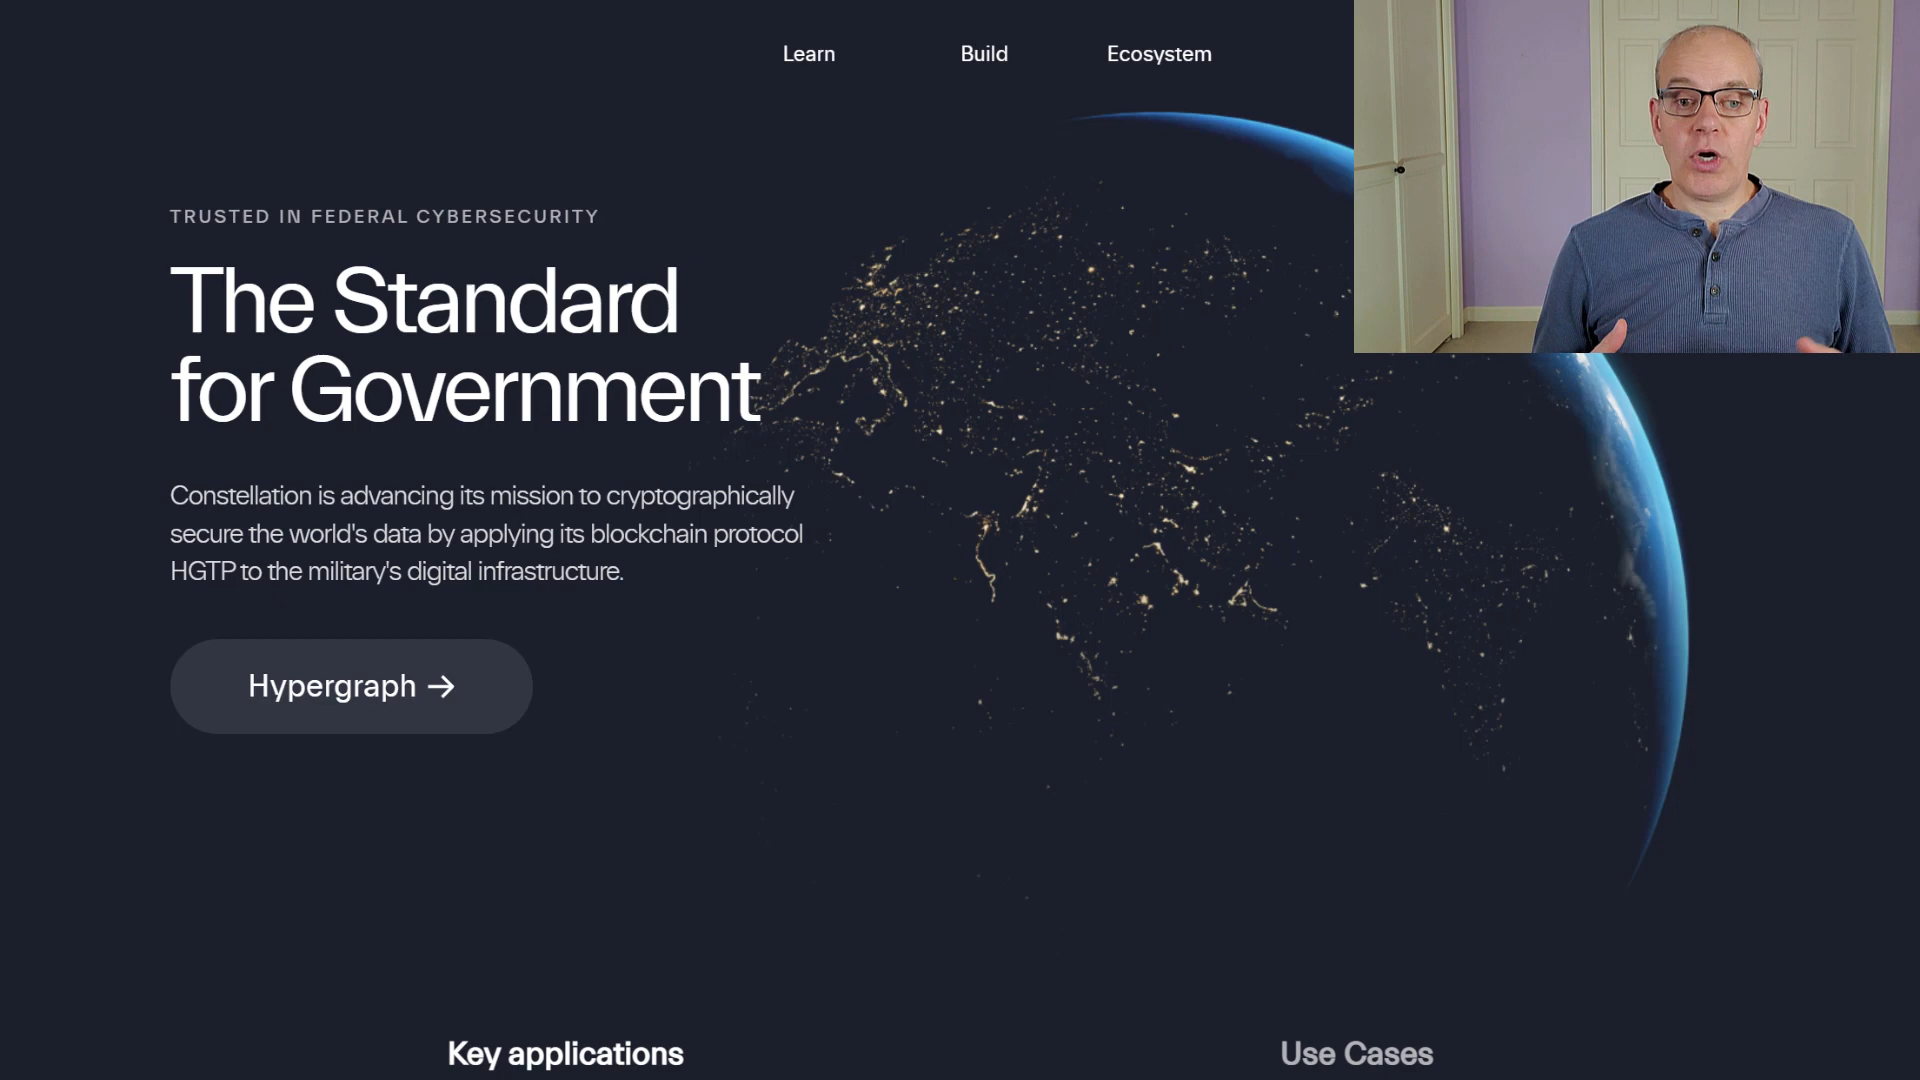 Learn Build Ecosystem
TRUSTED IN FEDERAL CYBERSECURITY
The Standard
for Government
Constellation is advancing its mission to cryptographically
secure the world's data by applying its blockchain protocol
HGTP to the military's digital infrastructure.
Hypergraph →
Key applications Use Cases